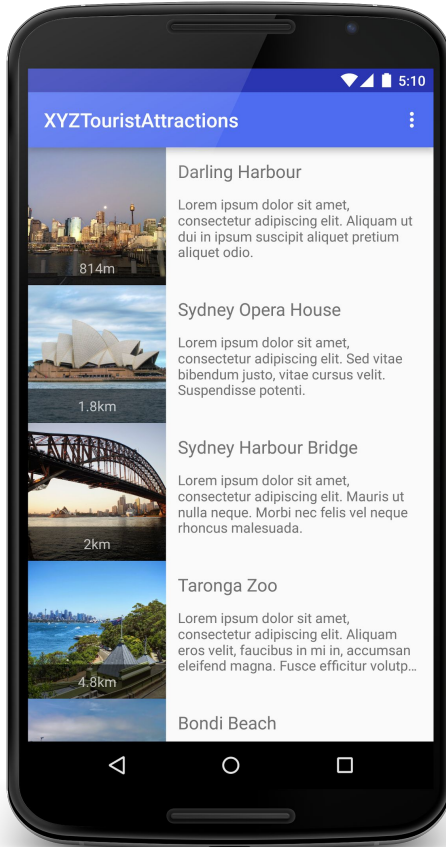 5:10
XYZTouristAttractions
Darling Harbour
Lorem ipsum dolor sit amet,
consectetur adipiscing elit. Aliquam ut
dui in ipsum suscipit aliquet pretium
aliquet odio.
814m
Sydney Opera House
Lorem ipsum dolor sit amet,
consectetur adipiscing elit. Sed vitae
bibendum justo, vitae cursus velit.
Suspendisse potenti.
1.8km
Sydney Harbour Bridge
Lorem ipsum dolor sit amet,
consectetur adipiscing elit. Mauris ut
nulla neque. Morbi nec felis vel neque
rhoncus malesuada.
2km
Taronga Zoo
Lorem ipsum dolor sit amet,
consectetur adipiscing elit. Aliquam
eros velit, faucibus in mi in, accumsan
eleifend magna. Fusce efficitur volutp…
4.8km
Bondi Beach